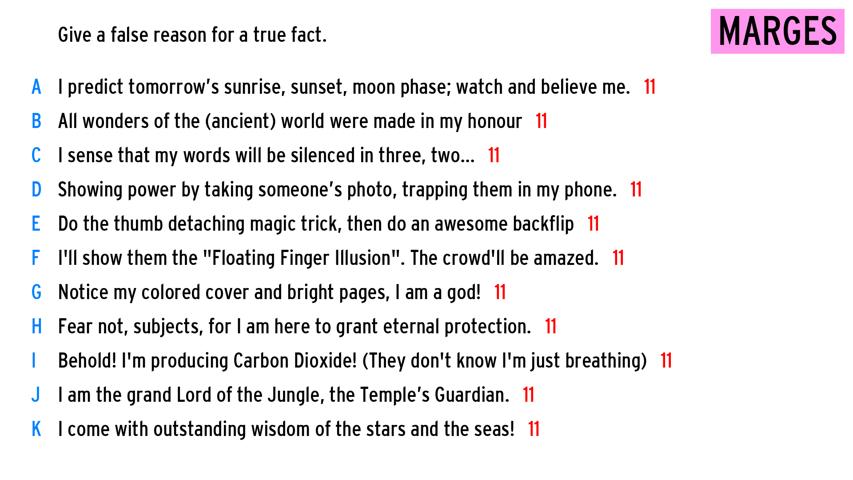 Give a false reason for a true fact.
MARGES
A I predict tomorrow's sunrise, sunset, moon phase; watch and believe me. 11
B All wonders of the (ancient) world were made in my honour 11
C I sense that my words will be silenced in three, two... 11
D Showing power by taking someone's photo, trapping them in my phone. 11
E Do the thumb detaching magic trick, then do an awesome backflip 11
F I'll show them the "Floating Finger Illusion". The crowd'll be amazed. 11
G Notice my colored cover and bright pages, I am a god! 11
H Fear not, subjects, for I am here to grant eternal protection. 11
I Behold! I'm producing Carbon Dioxide! (They don't know I'm just breathing) 11
J I am the grand Lord of the Jungle, the Temple's Guardian. 11
K I come with outstanding wisdom of the stars and the seas! 11